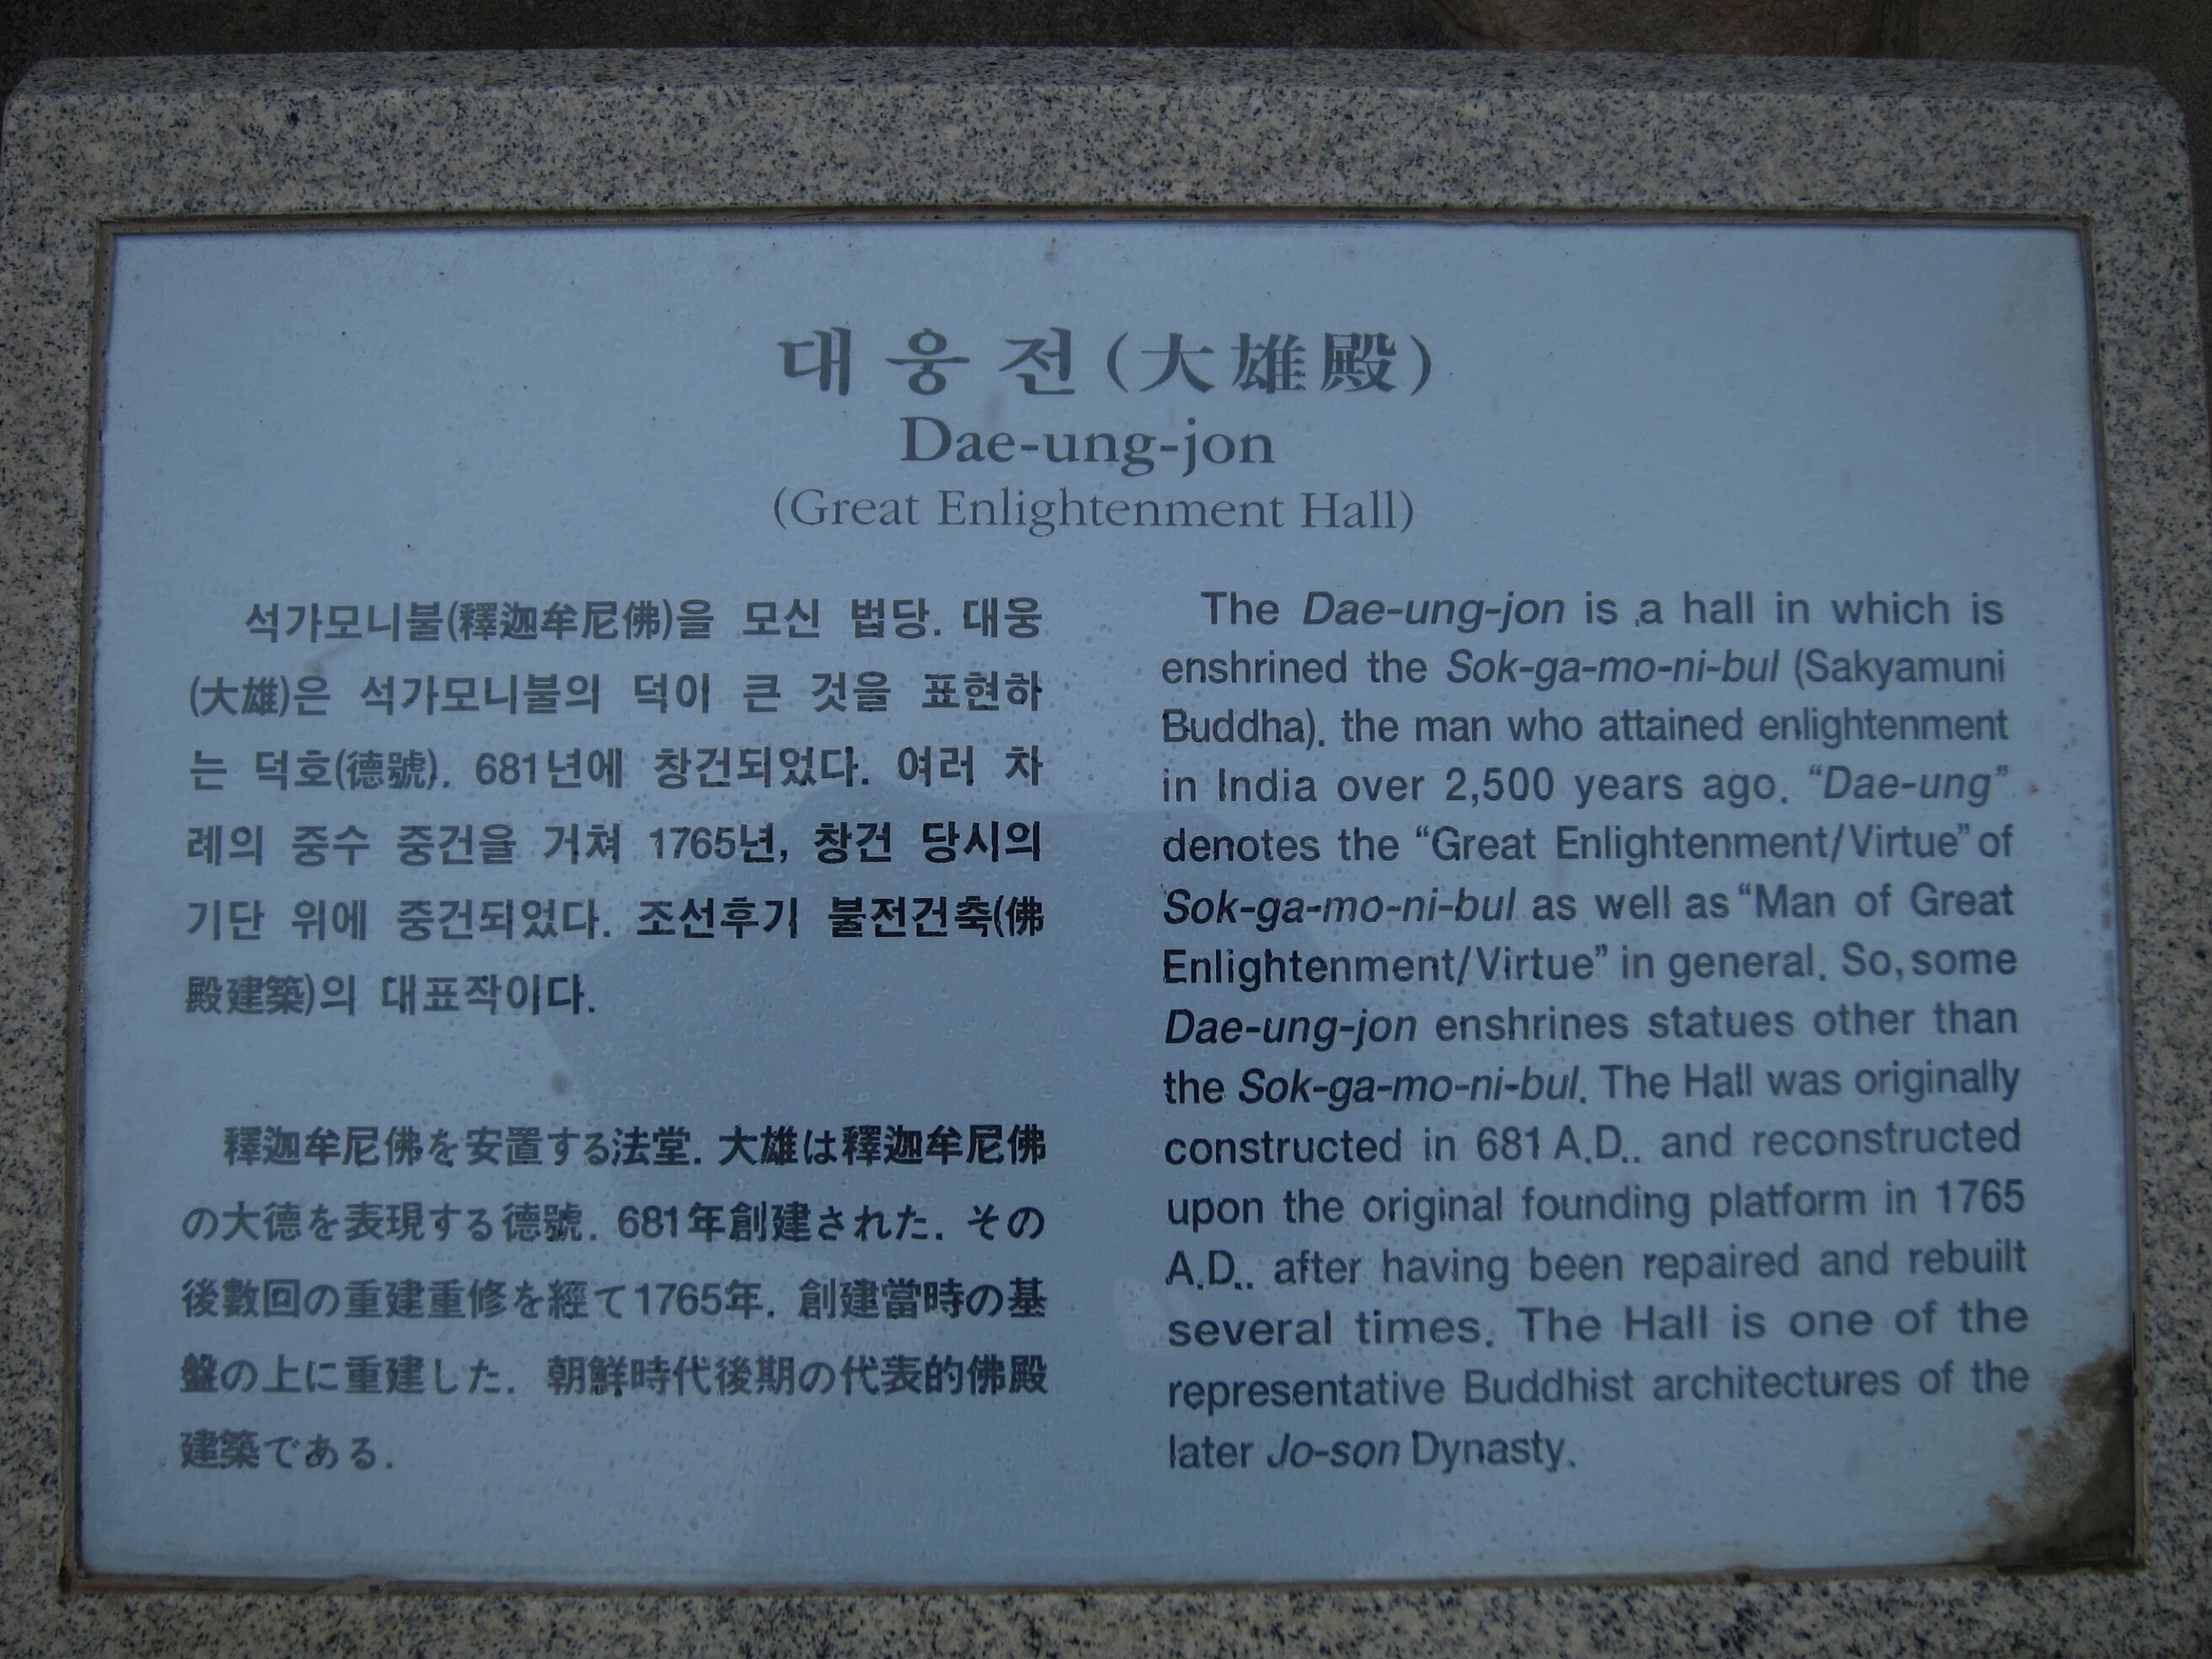 대웅전(大雄殿)
Dae-ung-jon
(Great Enlightenment Hall)
석가모니불(釋迦牟尼佛)을 모신 법당. 대웅
(大雄)은 석가모니불의 덕이 큰 것을 표현하
는 덕호(德號). 681년에 창건되었다. 여러 차
례의 중수 중건을 거쳐 1765년, 창건 당시의
기단 위에 중건되었다. 조선후기 불전건축(佛
殿建築)의 대표작이다.
釋迦牟尼佛を安置する法堂. 大雄は釋迦牟尼佛
の大德を表現する德號. 681年創建された. その
後數回の重建重修を經て1765年. 創建當時の基
盤の上に重建した. 朝鮮時代後期の代表的佛殿
建築である.
The Dae-ung-jon is a hall in which is
enshrined the Sok-ga-mo-ni-bul (Sakyamuni
Buddha). the man who attained enlightenment
in India over 2,500 years ago. “Dae-ung”
denotes the “Great Enlightenment/Virtue” of
Sok-ga-mo-ni-bul as well as “Man of Great
Enlightenment/Virtue” in general. So, some
Dae-ung-jon enshrines statues other than
the Sok-ga-mo-ni-bul. The Hall was originally
constructed in 681 A.D.. and reconstructed
upon the original founding platform in 1765
A.D.. after having been repaired and rebuilt
several times. The Hall is one of the
representative Buddhist architectures of the
later Jo-son Dynasty.